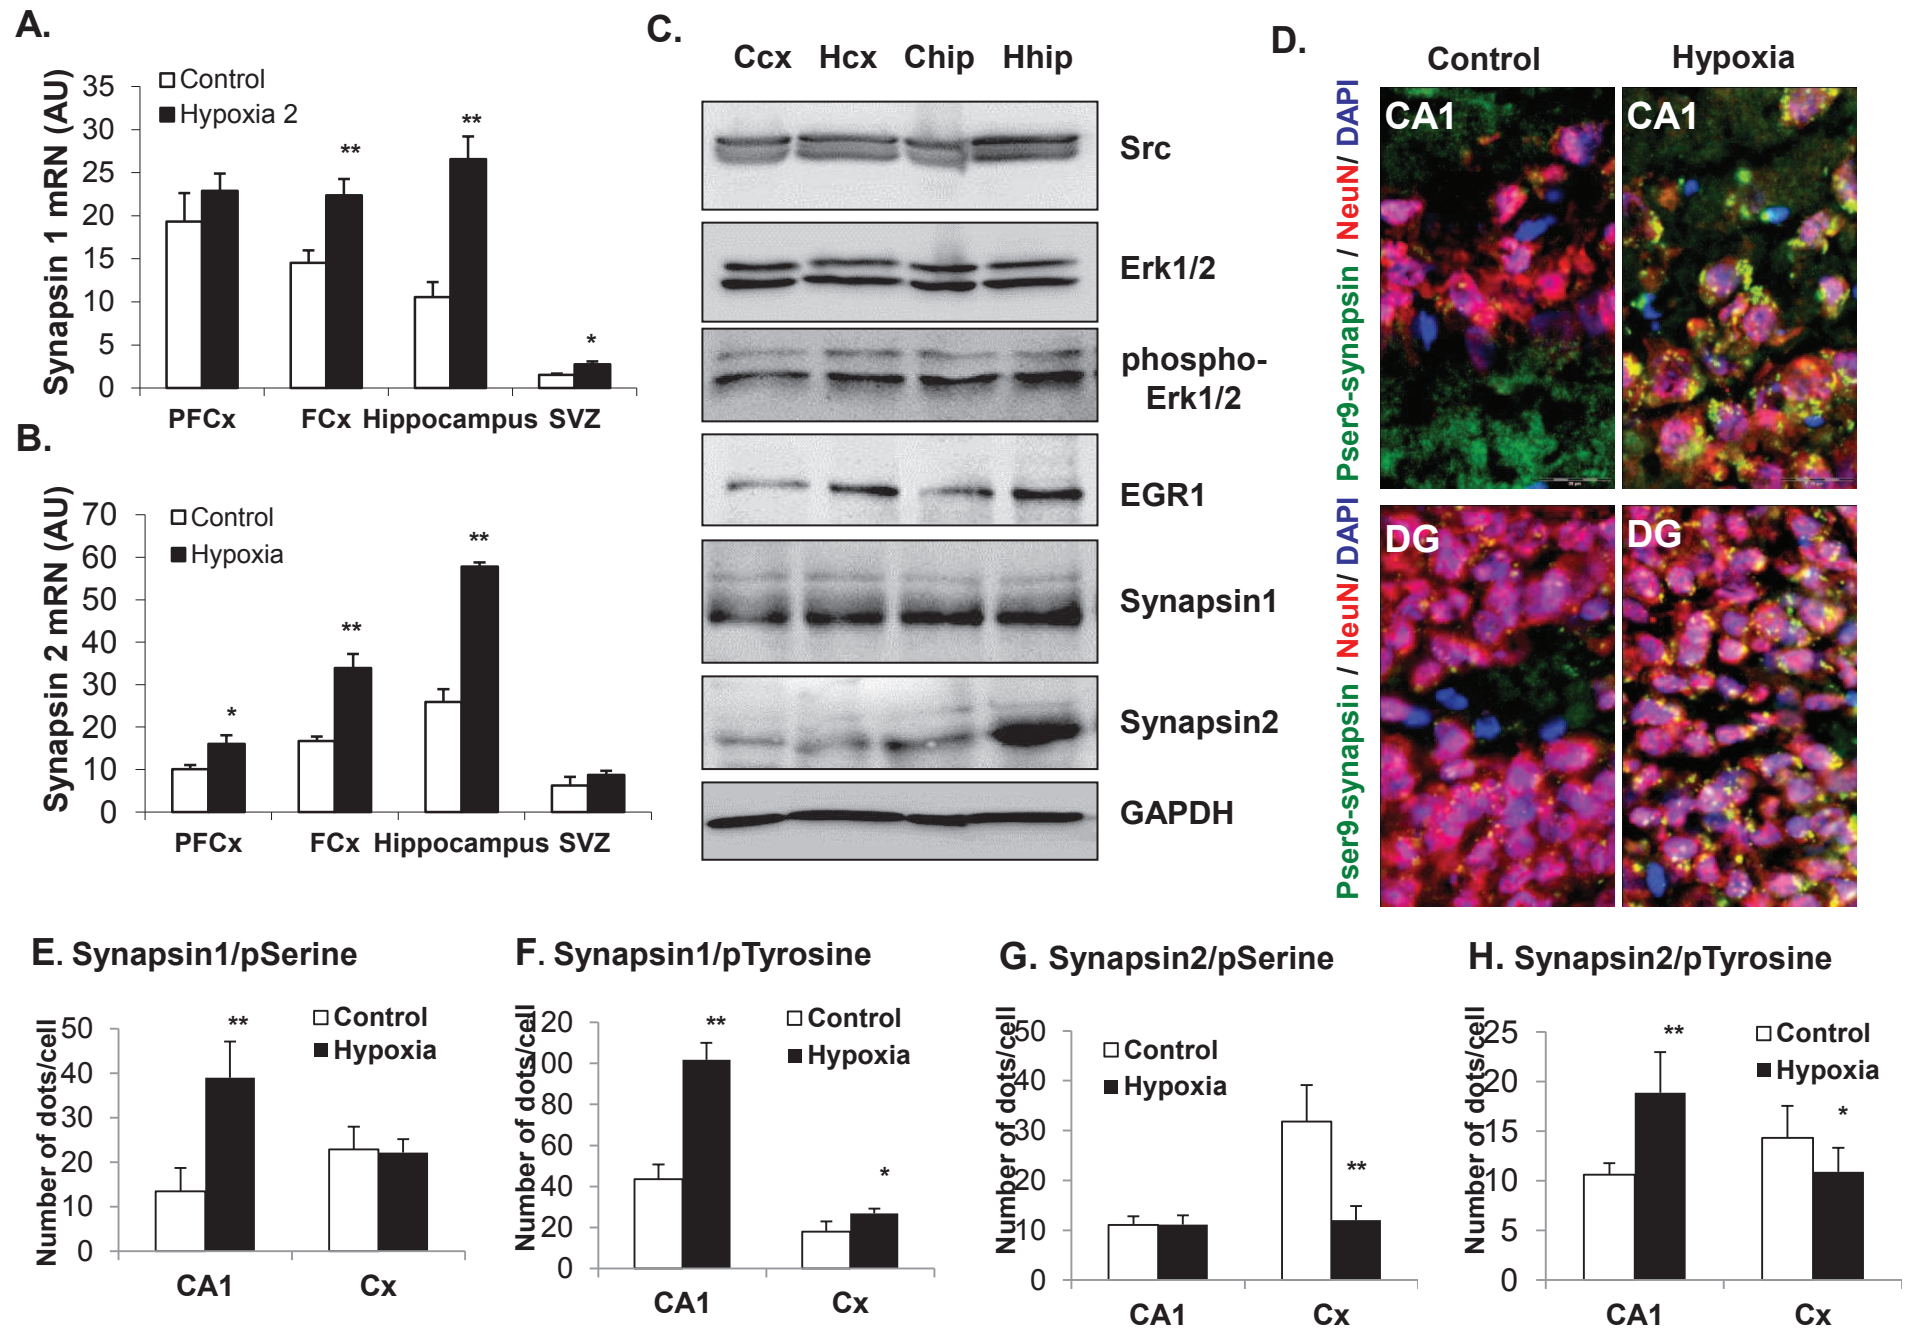 A.
Synapsin 1 mRN (AU)
Control
Hypoxia 2
35
30
25
20
15
10
5
0
**
**
*
PFCx FCx Hippocampus SVZ
B.
Synapsin 2 mRN (AU)
Control
Hypoxia
70
60
50
40
30
20
10
0
*
**
**
PFCx FCx Hippocampus SVZ
C.
Ccx Hcx Chip Hhip
Src
Erk1/2
phospho-
Erk1/2
EGR1
Synapsin1
Synapsin2
GAPDH
D.
Control Hypoxia
Pser9-synapsin / NeuN/ DAPI
CA1 CA1
Pser9-synapsin / NeuN/ DAPI
DG DG
E. Synapsin1/pSerine
Number of dots/cell
Control
Hypoxia
50
40
30
20
10
0
**
CA1 Cx
F. Synapsin1/pTyrosine
Number of dots/cell
Control
Hypoxia
20
00
80
60
40
20
0
**
*
CA1 Cx
G. Synapsin2/pSerine
Number of dots/cell
Control
Hypoxia
50
40
30
20
10
0
**
CA1 Cx
H. Synapsin2/pTyrosine
Number of dots/cell
Control
Hypoxia
25
20
15
10
5
0
**
*
CA1 Cx